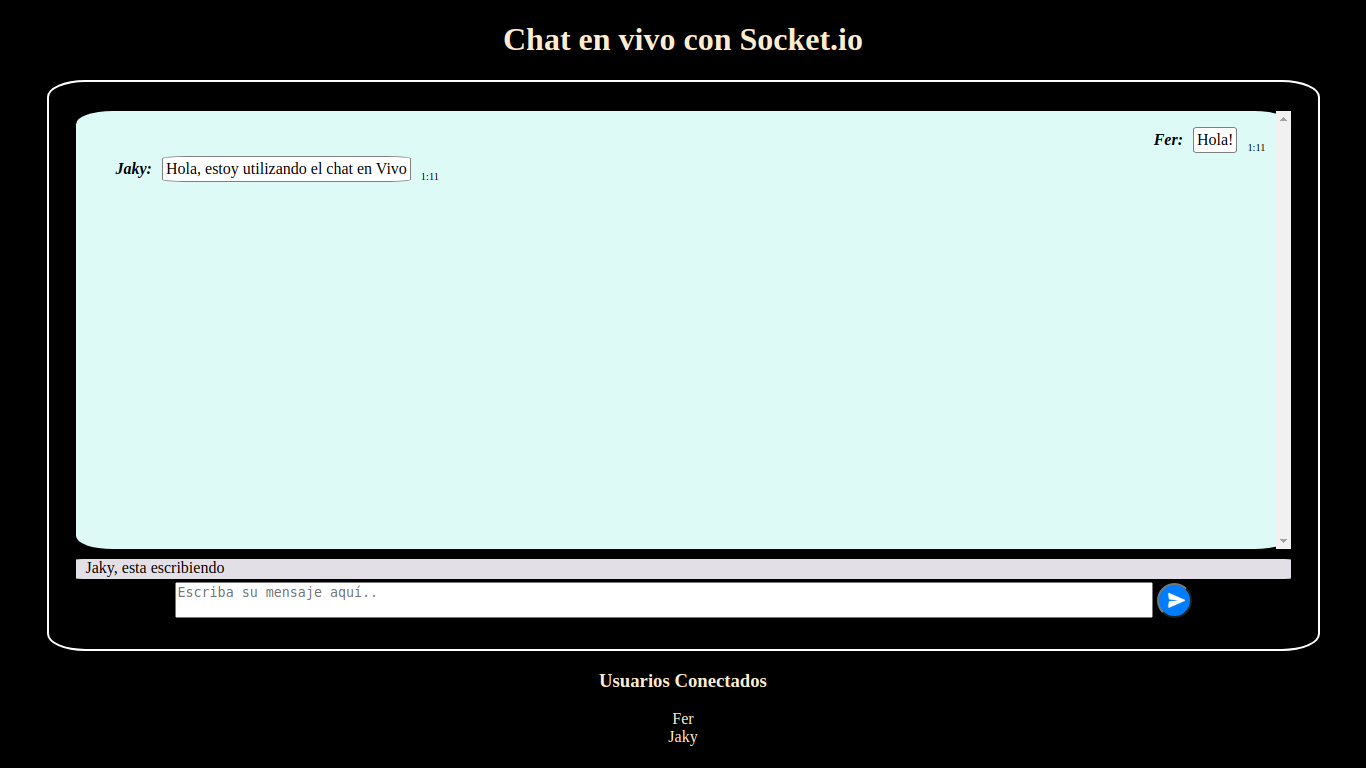 Chat en vivo con Socket.io
Fer: Hola! 1:11
Jaky: Hola, estoy utilizando el chat en Vivo 1:11
Jaky, esta escribiendo
Escriba su mensaje aquí..
Usuarios Conectados
Fer
Jaky